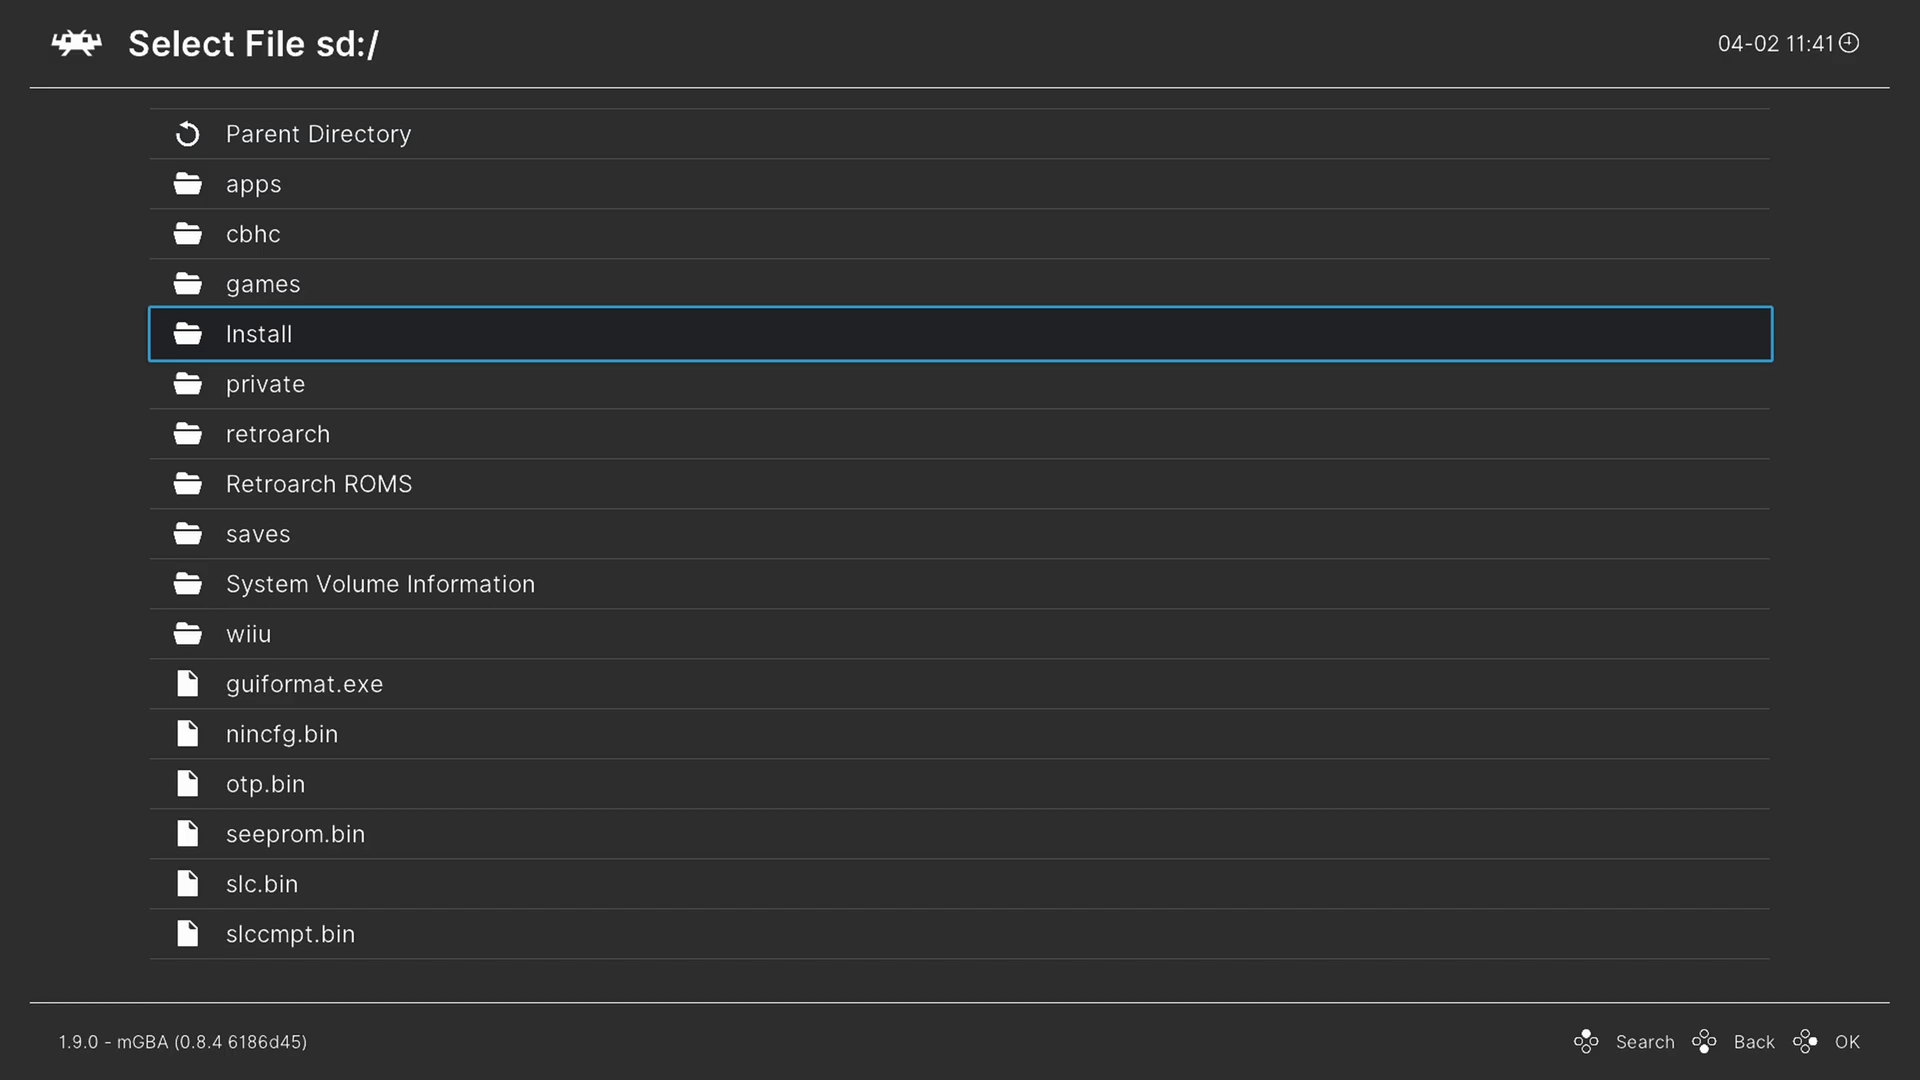 Select File sd:/
04-02 11:41
Parent Directory
apps
cbhc
games
Install
private
retroarch
Retroarch ROMS
saves
System Volume Information
wiiu
guiformat.exe
nincfg.bin
otp.bin
seeprom.bin
slc.bin
slccmpt.bin
1.9.0 - mGBA (0.8.4 6186d45)
Search Back OK